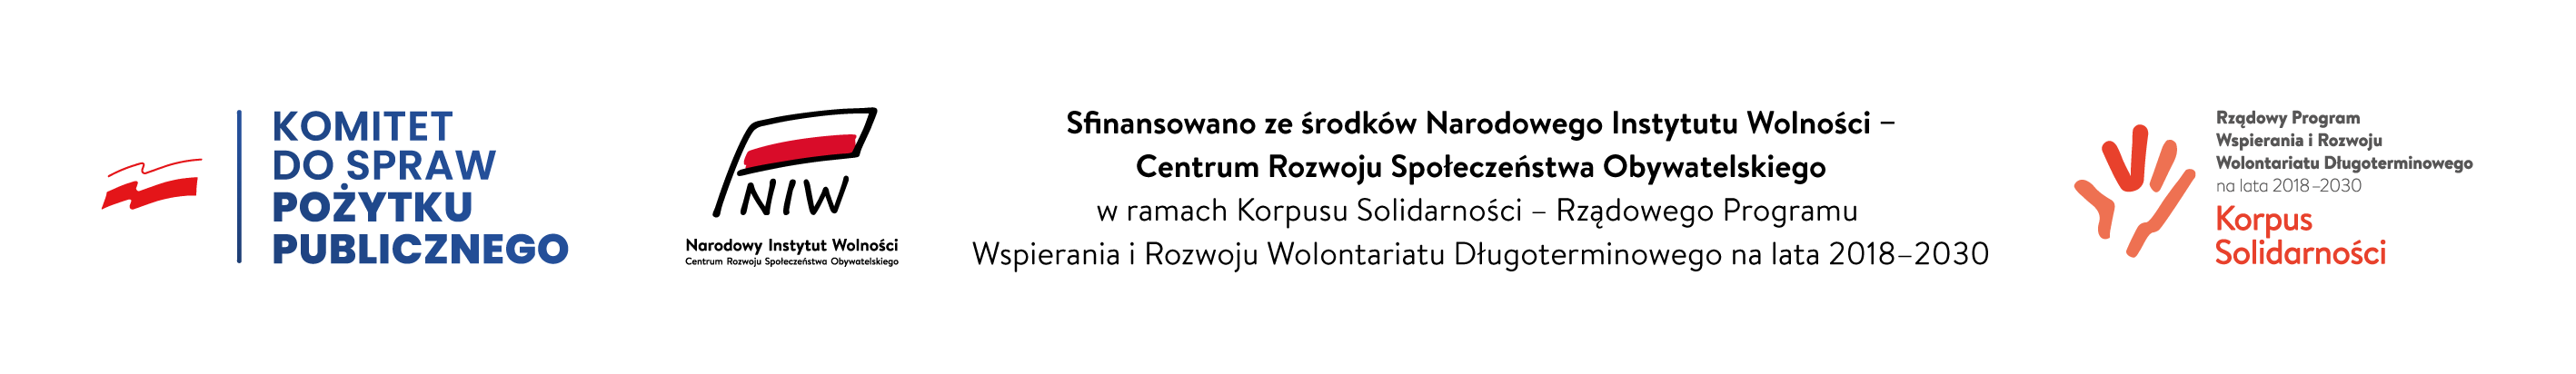 KOMITET
DO SPRAW
POŻYTKU
PUBLICZNEGO
NIW
Narodowy Instytut Wolności
Centrum Rozwoju Społeczeństwa Obywatelskiego
Sfinansowano ze środków Narodowego Instytutu Wolności –
Centrum Rozwoju Społeczeństwa Obywatelskiego
w ramach Korpusu Solidarności – Rządowego Programu
Wspierania i Rozwoju Wolontariatu Długoterminowego na lata 2018–2030
Rządowy Program
Wspierania i Rozwoju
Wolontariatu Długoterminowego
na lata 2018–2030
Korpus
Solidarności